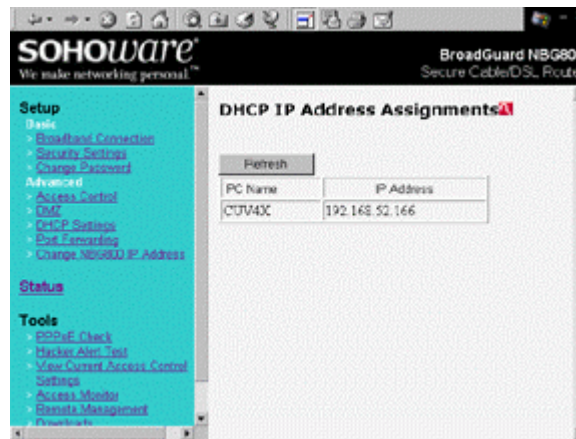 SOHOware
We make networking personal.™
BroadGuard NBG80
Secure Cable/DSL Route
Setup
Basic
> Broadband Connection
> Security Settings
> Change Password
Advanced
> Access Control
> DMZ
> DHCP Settings
> Port Forwarding
> Change NBG800 IP Address
Status
Tools
> PPPoE Check
> Hacker Alert Test
> View Current Access Control
Settings
> Access Monitor
> Remote Management
> Downloads
DHCP IP Address Assignments
Refresh
PC Name IP Address
CUV4X 192.168.52.166